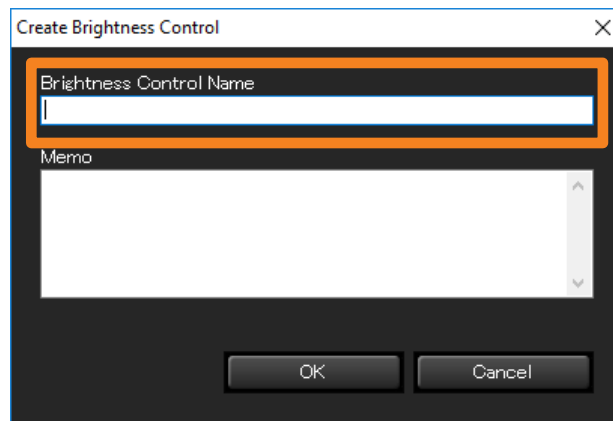 Create Brightness Control
Brightness Control Name
Memo
OK
Cancel